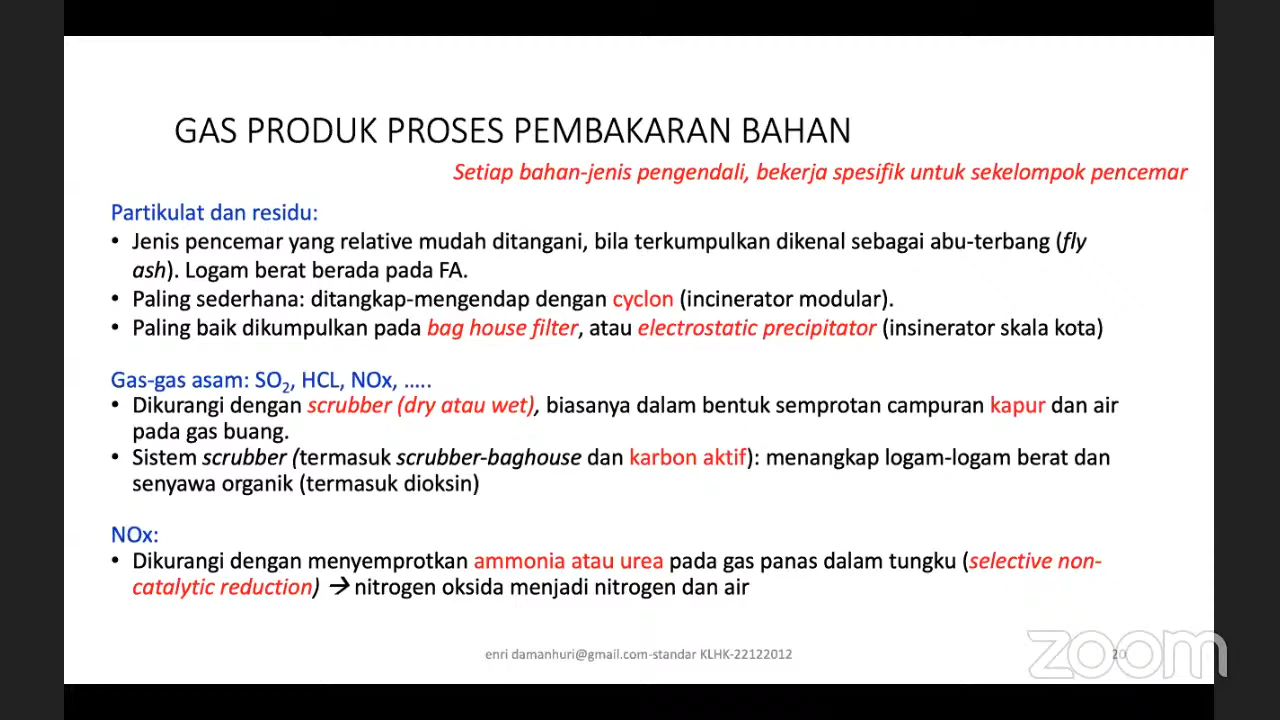 GAS PRODUK PROSES PEMBAKARAN BAHAN
Setiap bahan-jenis pengendali, bekerja spesifik untuk sekelompok pencemar
Partikulat dan residu:
• Jenis pencemar yang relative mudah ditangani, bila terkumpulkan dikenal sebagai abu-terbang (fly
ash). Logam berat berada pada FA.
• Paling sederhana: ditangkap-mengendap dengan cyclon (incinerator modular).
• Paling baik dikumpulkan pada bag house filter, atau electrostatic precipitator (insinerator skala kota)
Gas-gas asam: SO₂, HCL, NOx, …..
• Dikurangi dengan scrubber (dry atau wet), biasanya dalam bentuk semprotan campuran kapur dan air
pada gas buang.
• Sistem scrubber (termasuk scrubber-baghouse dan karbon aktif): menangkap logam-logam berat dan
senyawa organik (termasuk dioksin)
NOx:
• Dikurangi dengan menyemprotkan ammonia atau urea pada gas panas dalam tungku (selective non-
catalytic reduction) → nitrogen oksida menjadi nitrogen dan air
enri damanhuri@gmail.com-standar KLHK-22122012
20
zoom